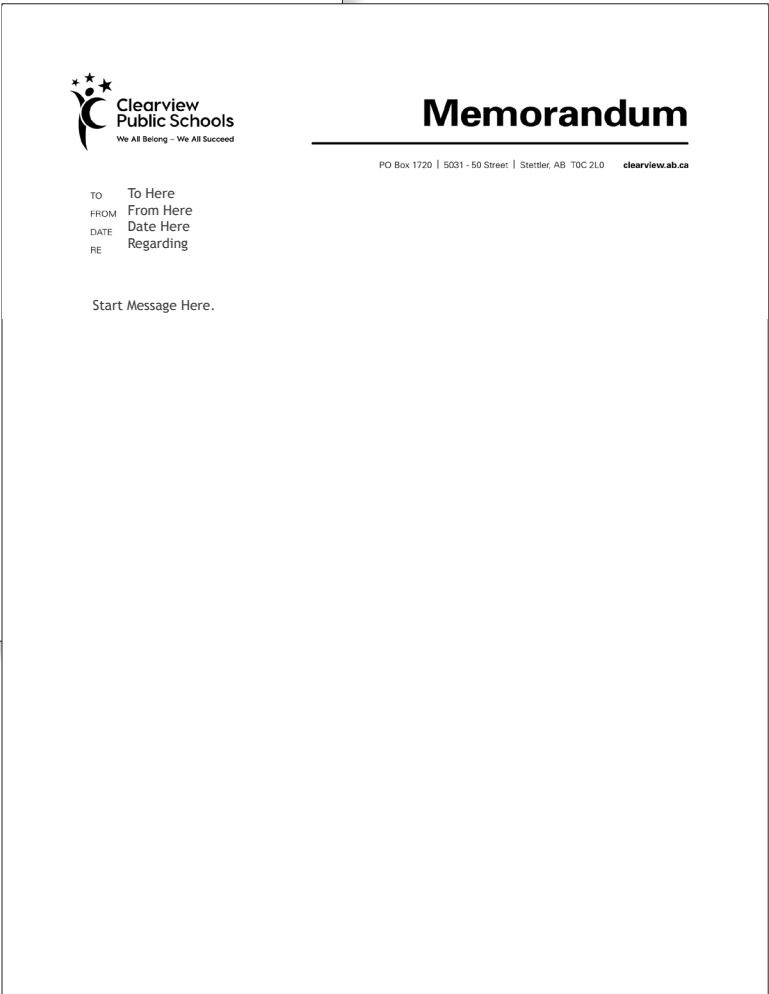 Clearview
Public Schools
We All Belong – We All Succeed
Memorandum
PO Box 1720 | 5031 - 50 Street | Stettler, AB T0C 2L0 clearview.ab.ca
TO To Here
FROM From Here
DATE Date Here
RE Regarding
Start Message Here.